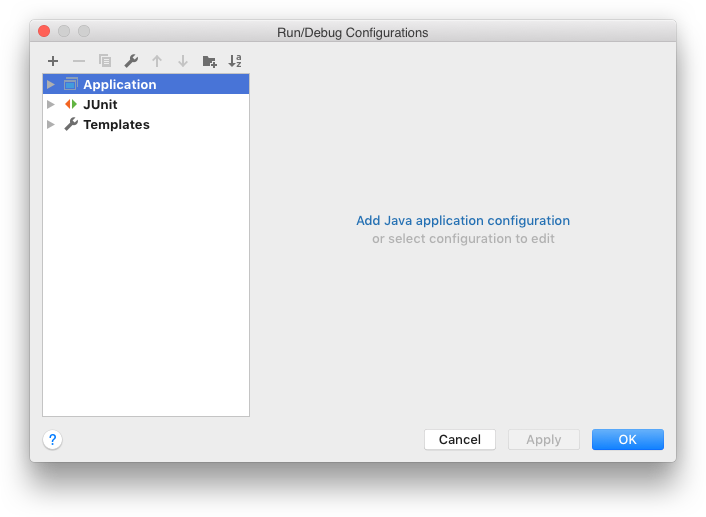 Run/Debug Configurations
a
z
Application
JUnit
Templates
Add Java application configuration
or select configuration to edit
?
Cancel
Apply
OK